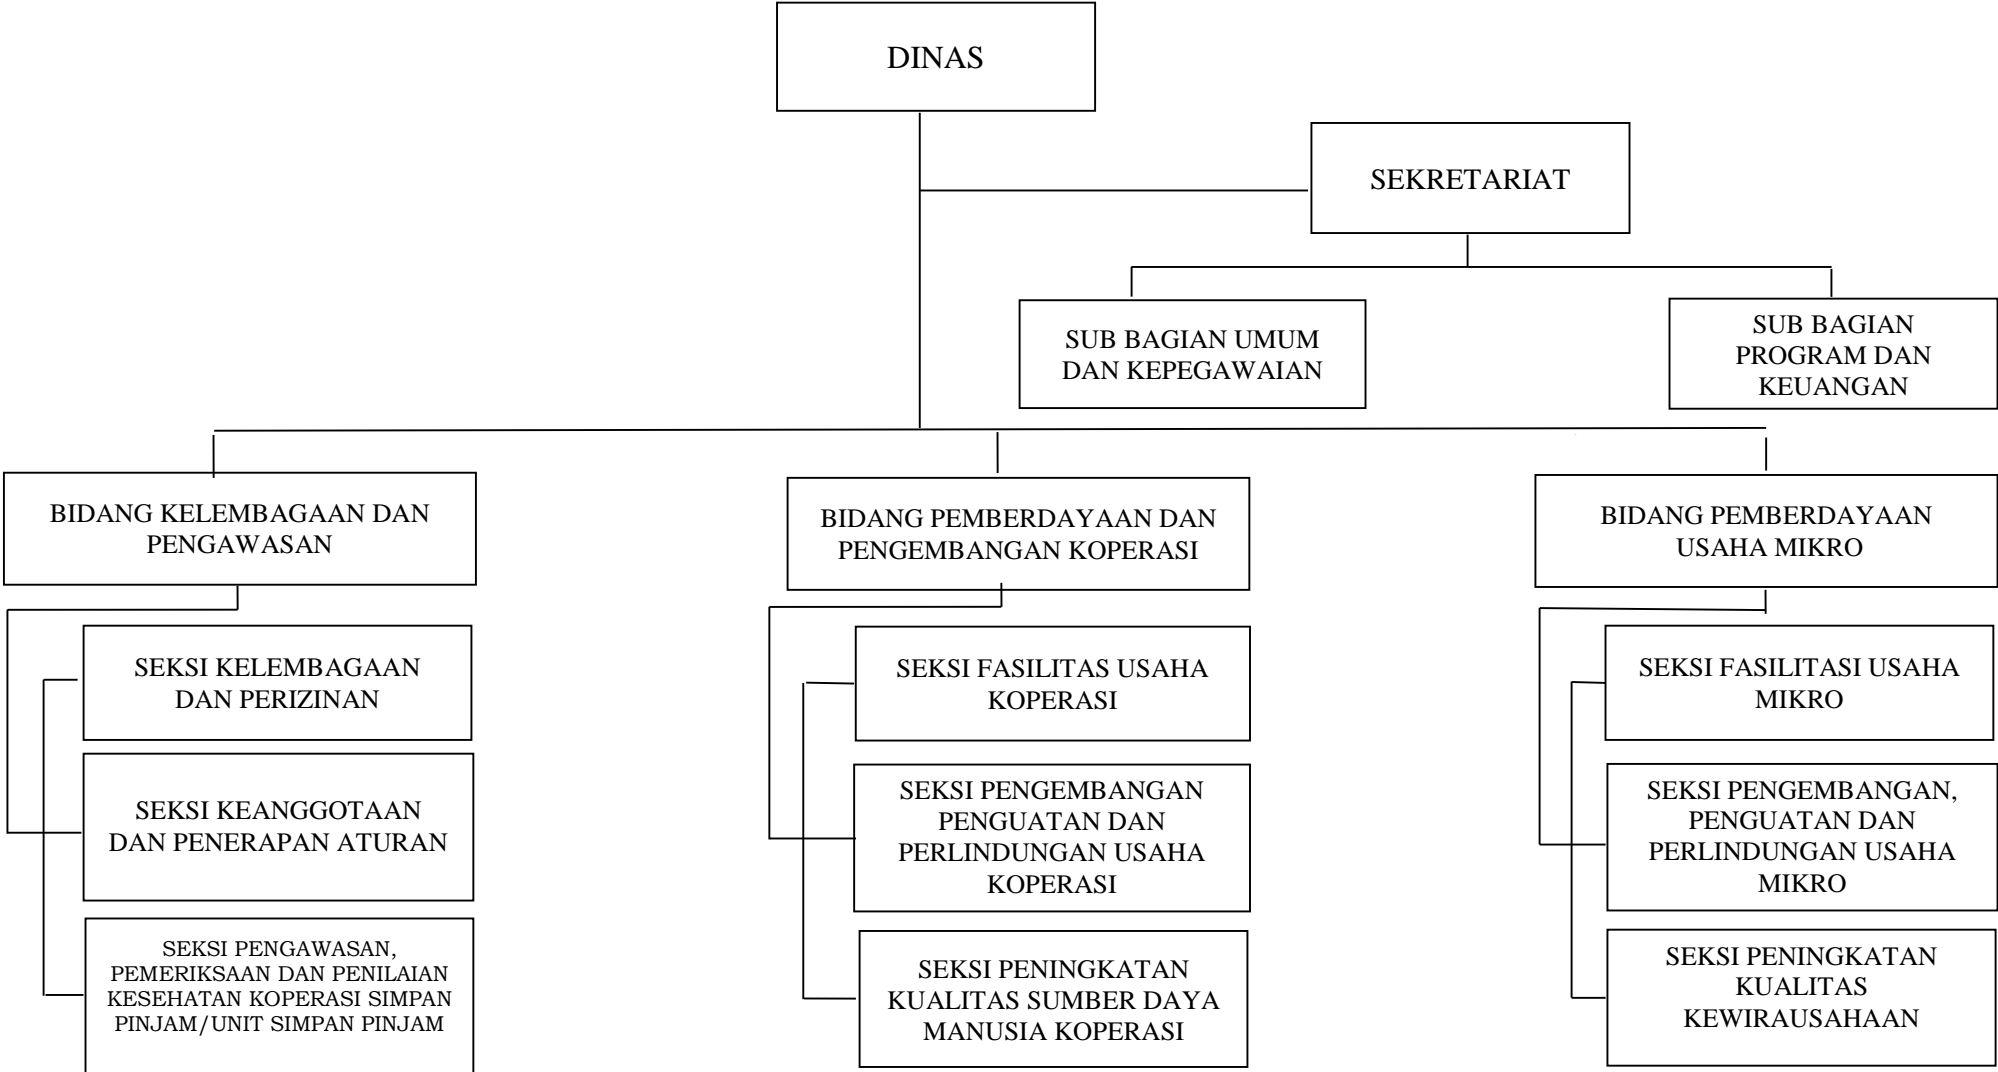 DINAS
SEKRETARIAT
SUB BAGIAN UMUM
DAN KEPEGAWAIAN
SUB BAGIAN
PROGRAM DAN
KEUANGAN
BIDANG KELEMBAGAAN DAN
PENGAWASAN
BIDANG PEMBERDAYAAN DAN
PENGEMBANGAN KOPERASI
BIDANG PEMBERDAYAAN
USAHA MIKRO
SEKSI KELEMBAGAAN
DAN PERIZINAN
SEKSI KEANGGOTAAN
DAN PENERAPAN ATURAN
SEKSI PENGAWASAN,
PEMERIKSAAN DAN PENILAIAN
KESEHATAN KOPERASI SIMPAN
PINJAM/UNIT SIMPAN PINJAM
SEKSI FASILITAS USAHA
KOPERASI
SEKSI PENGEMBANGAN
PENGUATAN DAN
PERLINDUNGAN USAHA
KOPERASI
SEKSI PENINGKATAN
KUALITAS SUMBER DAYA
MANUSIA KOPERASI
SEKSI FASILITASI USAHA
MIKRO
SEKSI PENGEMBANGAN,
PENGUATAN DAN
PERLINDUNGAN USAHA
MIKRO
SEKSI PENINGKATAN
KUALITAS
KEWIRAUSAHAAN